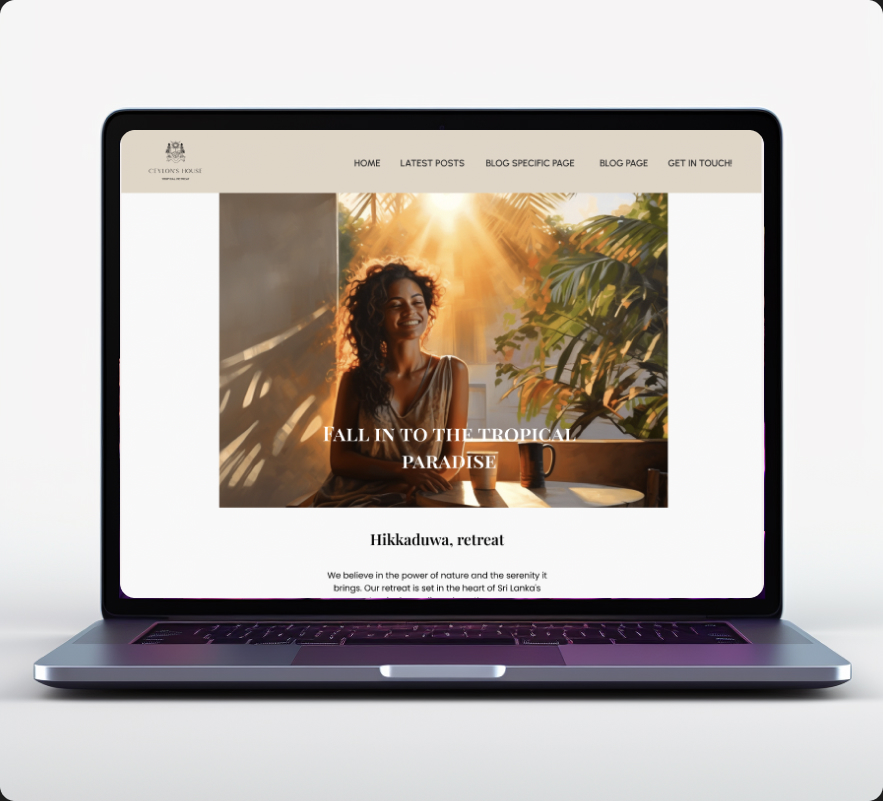 CEYLON'S HOUSE
HOME LATEST POSTS BLOG SPECIFIC PAGE BLOG PAGE GET IN TOUCH!
FALL IN TO THE TROPICAL
PARADISE
Hikkaduwa, retreat
We believe in the power of nature and the serenity it
brings. Our retreat is set in the heart of Sri Lanka's